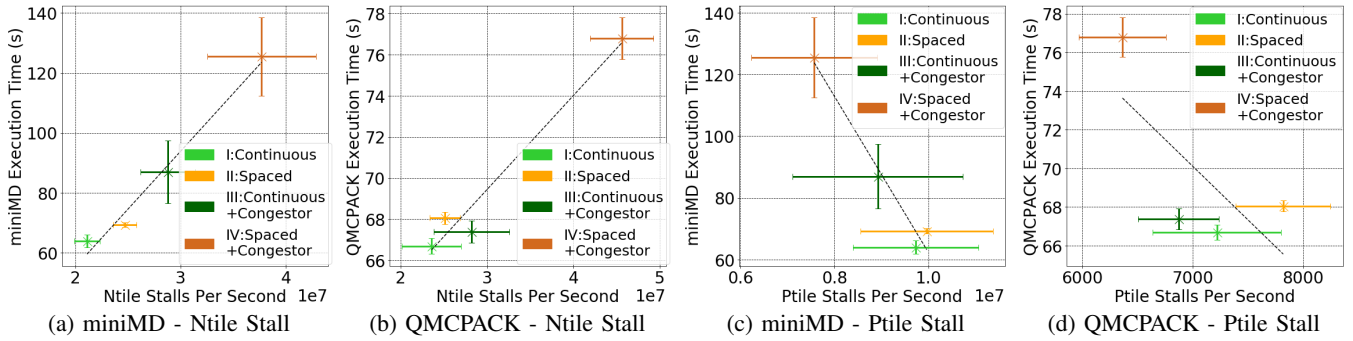 miniMD Execution Time (s)
140
120
100
80
60
2
3
4
1e7
Ntile Stalls Per Second
I:Continuous
II:Spaced
III:Continuous
+Congestor
IV:Spaced
+Congestor
(a) miniMD - Ntile Stall
QMCPACK Execution Time (s)
78
76
74
72
70
68
66
2
3
4
5
1e7
Ntile Stalls Per Second
I:Continuous
II:Spaced
III:Continuous
+Congestor
IV:Spaced
+Congestor
(b) QMCPACK - Ntile Stall
miniMD Execution Time (s)
140
120
100
80
60
0.6
0.8
1.0
1e7
Ptile Stalls Per Second
I:Continuous
II:Spaced
III:Continuous
+Congestor
IV:Spaced
+Congestor
(c) miniMD - Ptile Stall
QMCPACK Execution Time (s)
78
76
74
72
70
68
66
6000
7000
8000
Ptile Stalls Per Second
I:Continuous
II:Spaced
III:Continuous
+Congestor
IV:Spaced
+Congestor
(d) QMCPACK - Ptile Stall